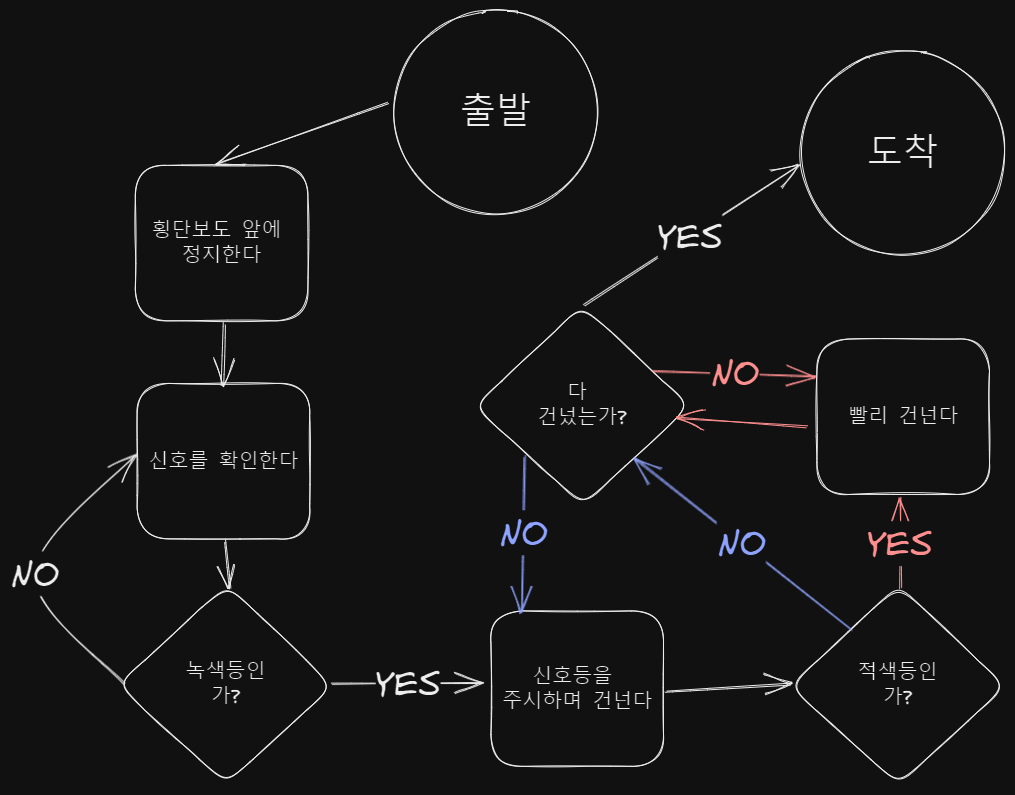 출발
도착
횡단보도 앞에
정지한다
YES
다
건넜는가?
NO
빨리 건넌다
신호를 확인한다
NO
NO
YES
NO
녹색등인
가?
YES
신호등을
주시하며 건넌다
적색등인
가?